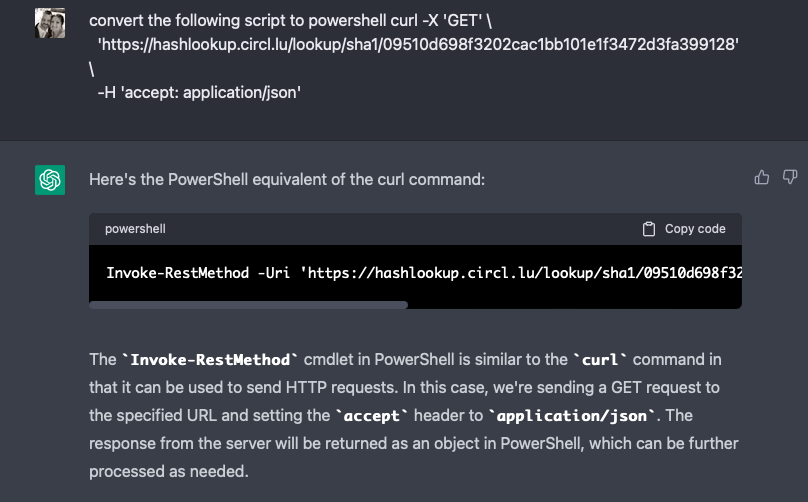 convert the following script to powershell curl -X 'GET' \
'https://hashlookup.circl.lu/lookup/sha1/09510d698f3202cac1bb101e1f3472d3fa399128'
\
-H 'accept: application/json'
Here's the PowerShell equivalent of the curl command:
powershell
Copy code
Invoke-RestMethod -Uri 'https://hashlookup.circl.lu/lookup/sha1/09510d698f32
The `Invoke-RestMethod` cmdlet in PowerShell is similar to the `curl` command in
that it can be used to send HTTP requests. In this case, we're sending a GET request to
the specified URL and setting the `accept` header to `application/json`. The
response from the server will be returned as an object in PowerShell, which can be further
processed as needed.